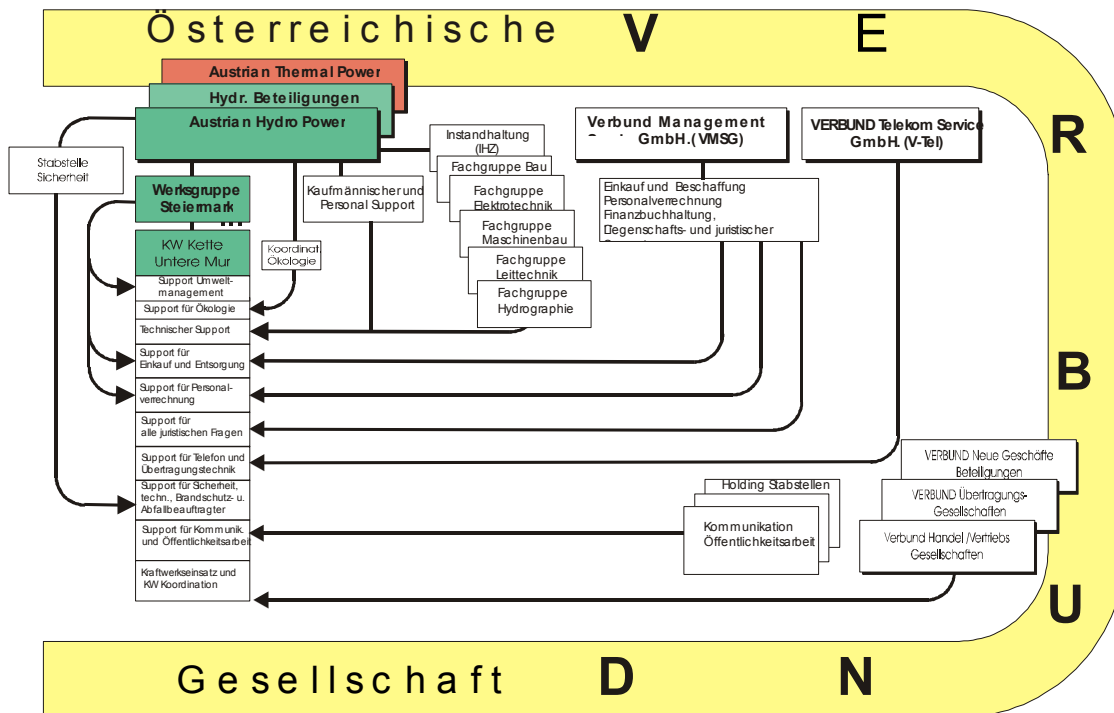 Österreichische V E
R
B
U
N
D
Gesellschaft
Austrian Thermal Power
Hydr. Beteiligungen
Austrian Hydro Power
Stabstelle
Sicherheit
Werksgruppe
Steiermark
KW Kette
Untere Mur
Koordinat.
Ökologie
Kaufmännischer und
Personal Support
Instandhaltung
(IHZ)
Fachgruppe Bau
Fachgruppe
Elektrotechnik
Fachgruppe
Maschinenbau
Fachgruppe
Leittechnik
Fachgruppe
Hydrographie
Verbund Management
GmbH.( VMSG)
Einkauf und Beschaffung
Personalverrechnung
Finanzbuchhaltung,
Liegenschafts- und juristischer
VERBUND Telekom Service
GmbH. (V-Tel)
Support Umwelt-
management
Support für Ökologie
Technischer Support
Support für
Einkauf und Entsorgung
Support für Personal-
verrechnung
Support für
alle juristischen Fragen
Support für Telefon und
Übertragungstechnik
Support für Sicherheit,
techn., Brandschutz- u.
Abfallbeauftragter
Support für Kommunik.
und Öffentlichkeitsarbeit
Kraftwerkseinsatz und
KW Koordination
Holding Stabstellen
Kommunikation
Öffentlichkeitsarbeit
VERBUND Neue Geschäfte
Beteiligungen
VERBUND Übertragungs-
Gesellschaften
Verbund Handel /Vertriebs
Gesellschaften